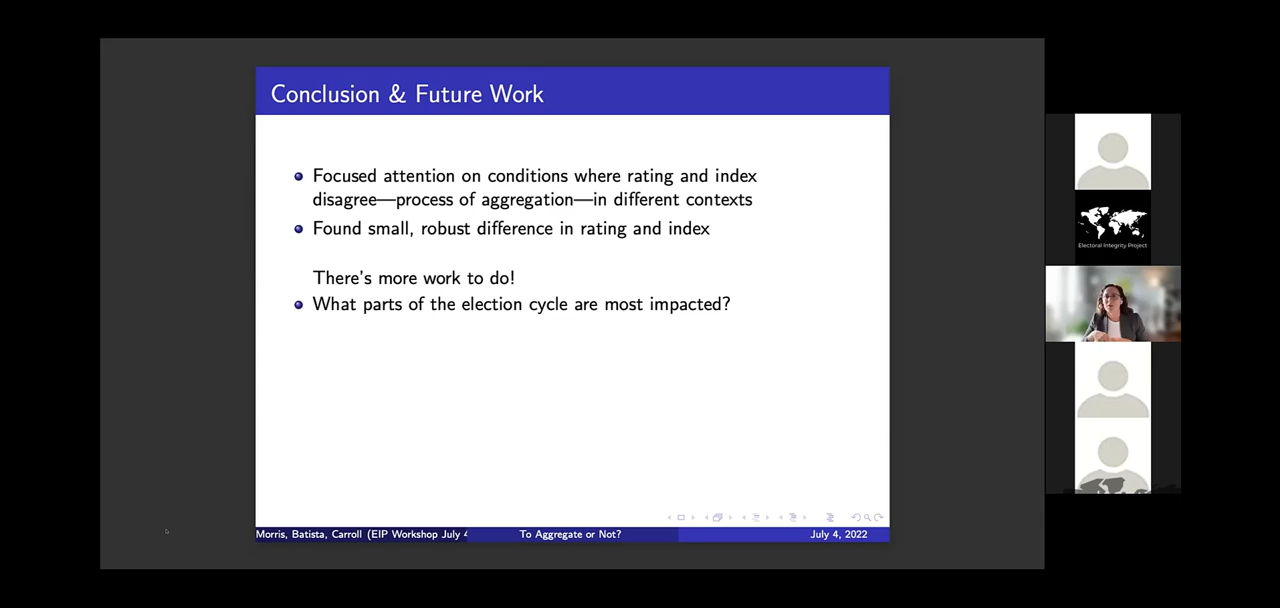 Conclusion & Future Work
Focused attention on conditions where rating and index
disagree—process of aggregation—in different contexts
Found small, robust difference in rating and index
There's more work to do!
What parts of the election cycle are most impacted?
Morris, Batista, Carroll (EIP Workshop July 4
To Aggregate or Not?
July 4, 2022
Electoral Integrity Project